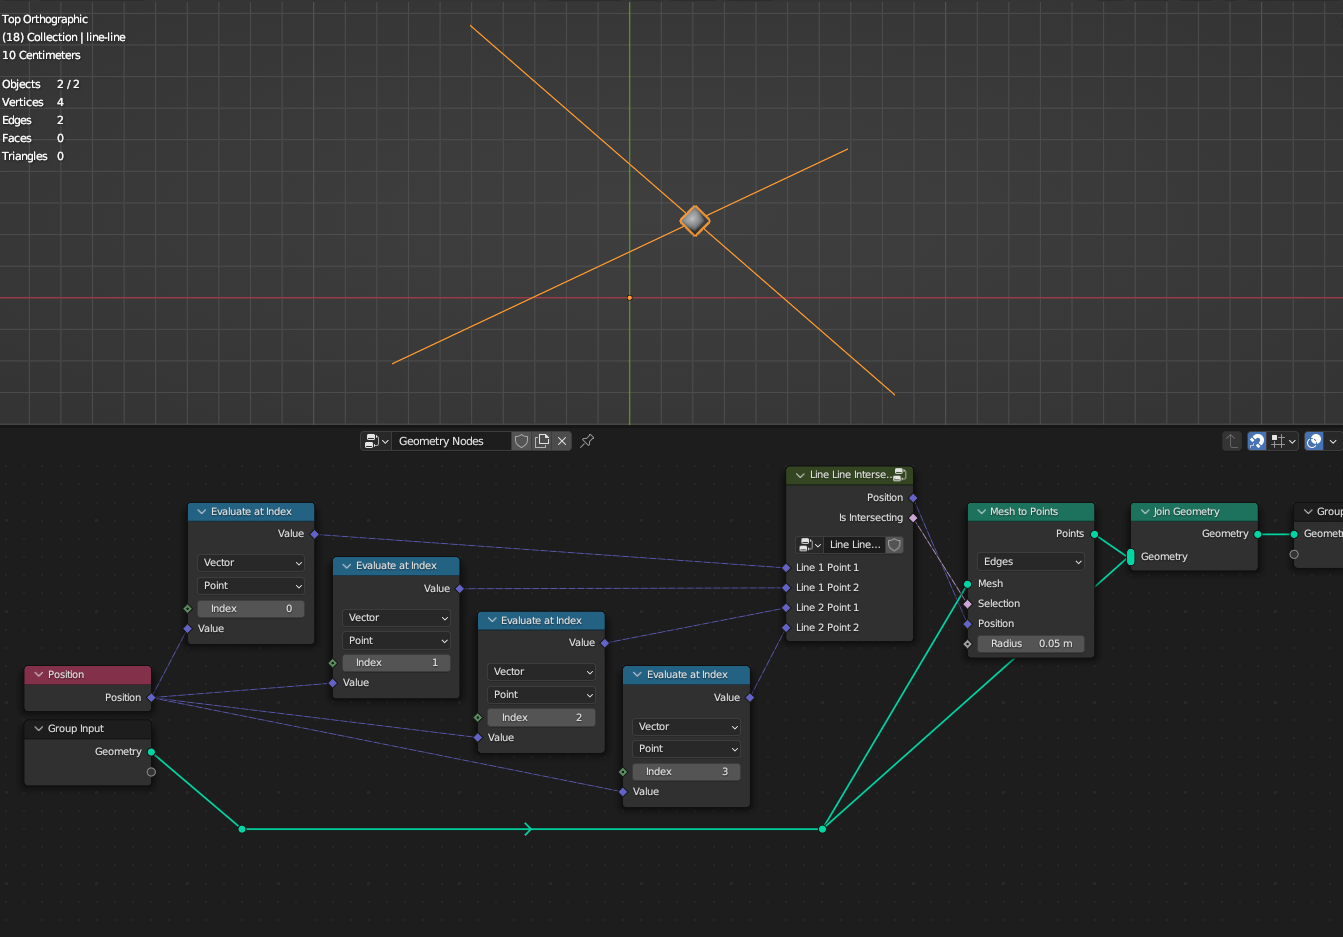 Top Orthographic
(18) Collection | line-line
10 Centimeters
Objects 2 / 2
Vertices 4
Edges 2
Faces 0
Triangles 0
Geometry Nodes
Evaluate at Index
Value
Vector
Point
Index 0
Value
Evaluate at Index
Value
Vector
Point
Index 1
Value
Evaluate at Index
Value
Vector
Point
Index 2
Value
Evaluate at Index
Value
Vector
Point
Index 3
Value
Position
Position
Group Input
Geometry
Line Line Interse...
Position
Is Intersecting
Line Line...
Line 1 Point 1
Line 1 Point 2
Line 2 Point 1
Line 2 Point 2
Mesh to Points
Points
Edges
Mesh
Selection
Position
Radius 0.05 m
Join Geometry
Geometry
Geometry
Group
Geomet